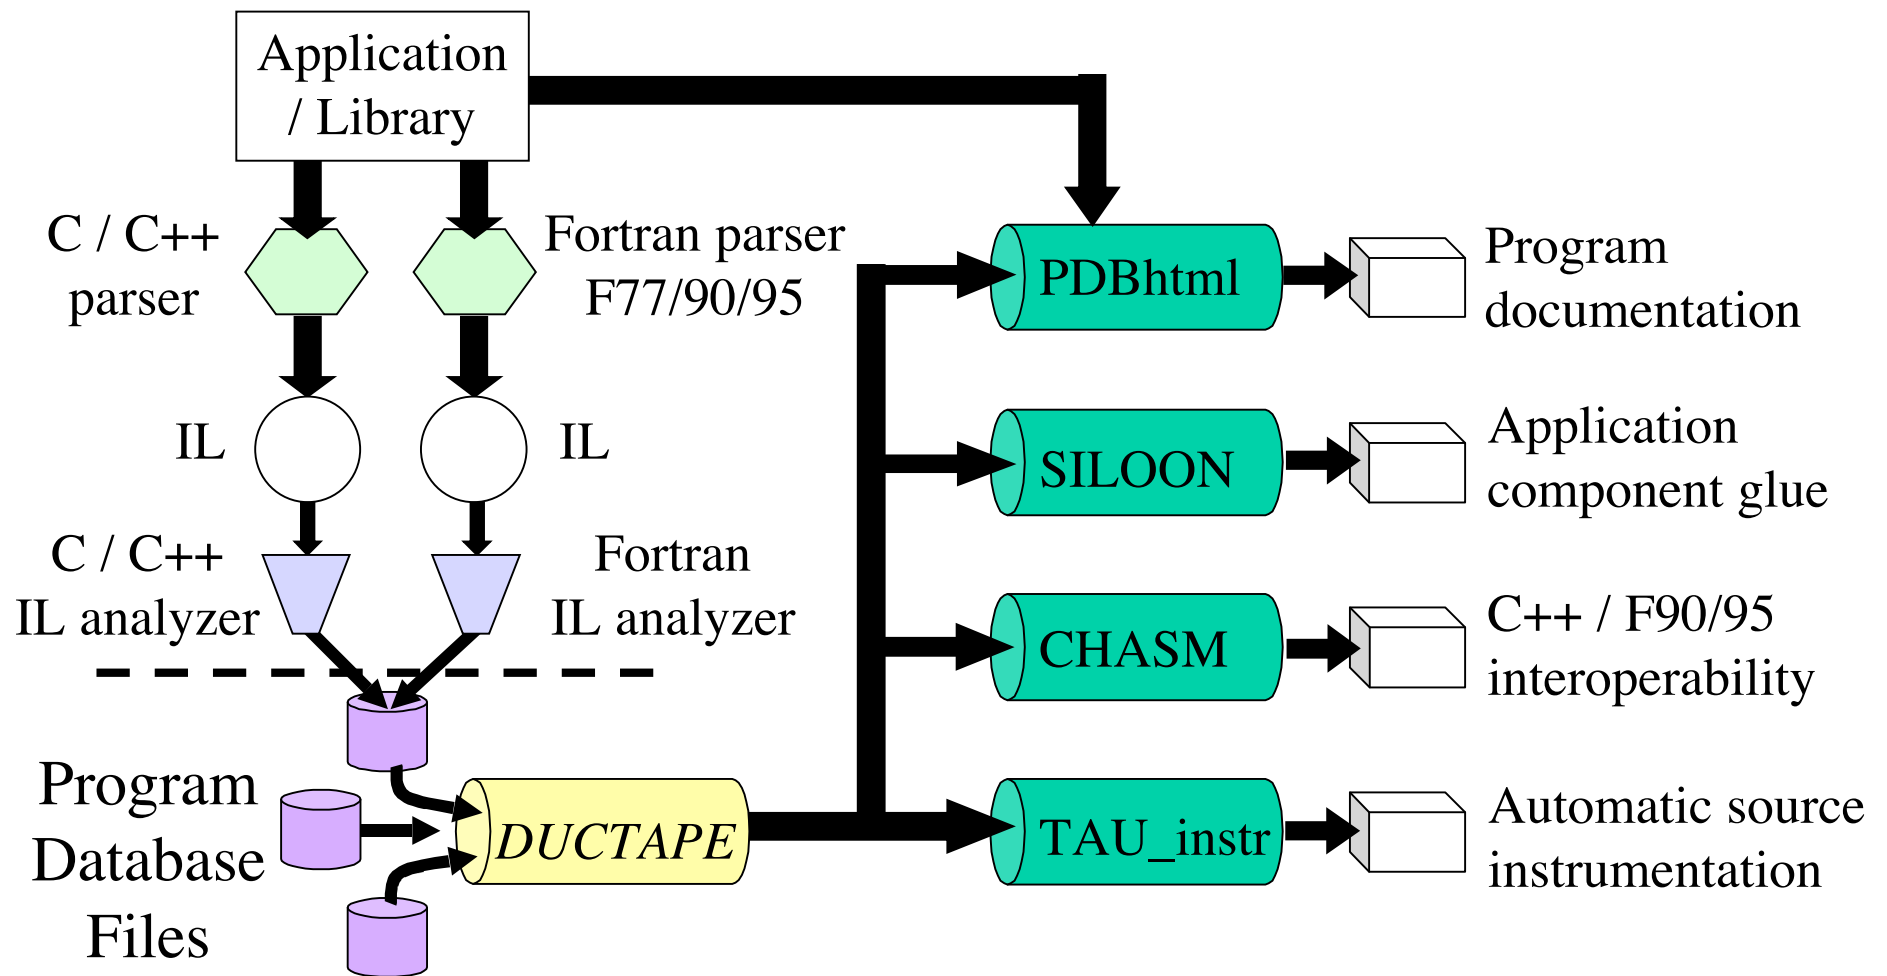 Application
/ Library
C / C++
parser
Fortran parser
F77/90/95
IL
IL
C / C++
IL analyzer
Fortran
IL analyzer
Program
Database
Files
DUCTAPE
PDBhtml
Program
documentation
SILOON
Application
component glue
CHASM
C++ / F90/95
interoperability
TAU_instr
Automatic source
instrumentation